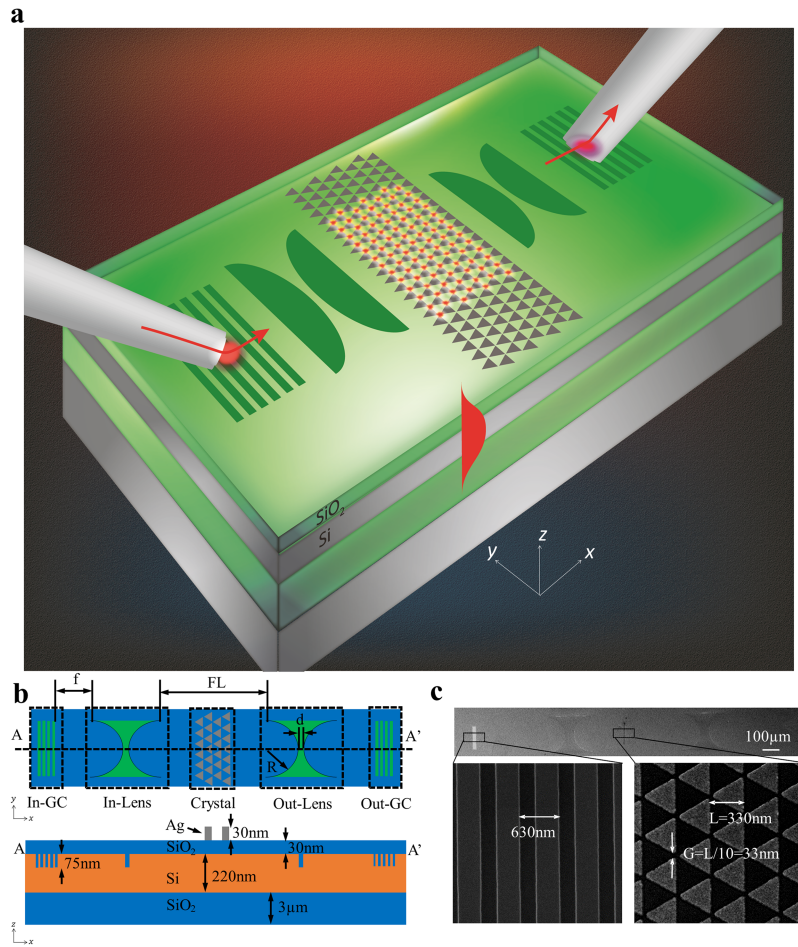 a
SiO2
Si
z
y
x
b
f
FL
d
A
A'
R
In-GC
In-Lens
Crystal
Out-Lens
Out-GC
y
x
Ag
30nm
A
SiO2
30nm
A'
75nm
Si
220nm
SiO2
3μm
z
x
c
100μm
630nm
L=330nm
G=L/10=33nm